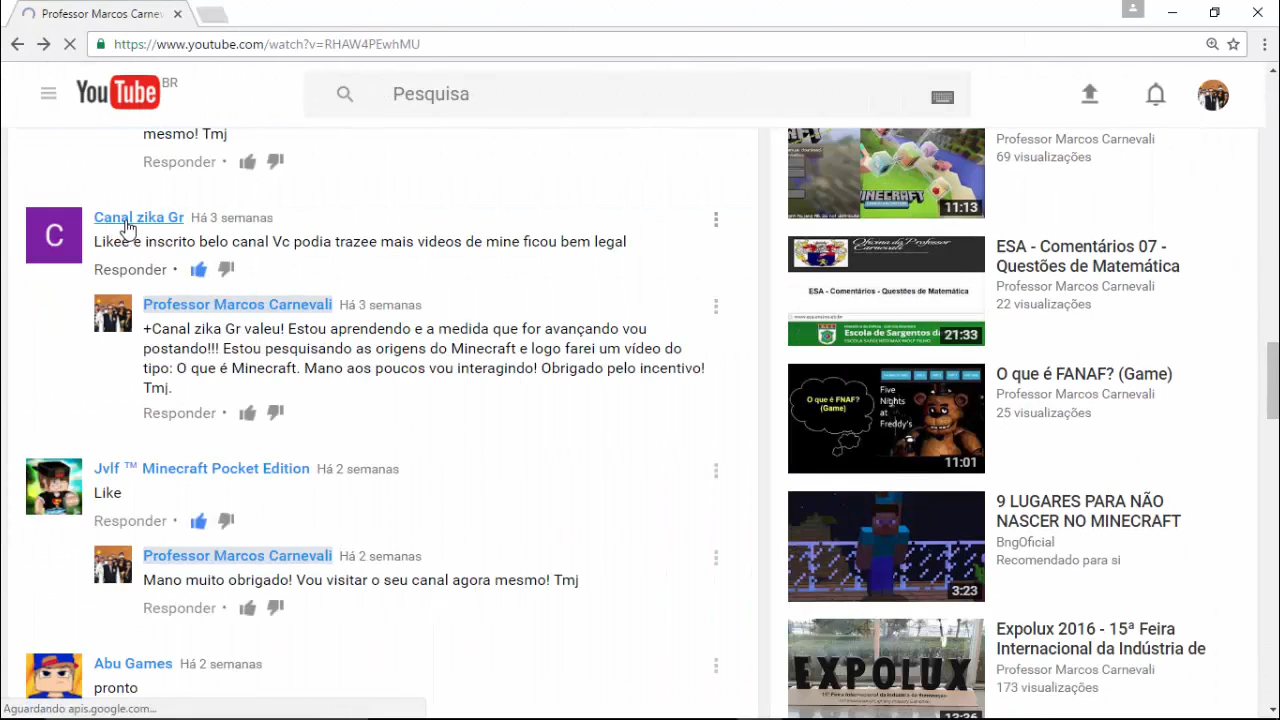 Professor Marcos Carne
https://www.youtube.com/watch?v=RHAW4PEwhMU
YouTube BR
Pesquisa
mesmo! Tmj
Responder •
C
Canal zika Gr Há 3 semanas
Likee e inscrito pelo canal Vc podia trazee mais videos de mine ficou bem legal
Responder •
Professor Marcos Carnevali Há 3 semanas
+Canal zika Gr valeu! Estou aprendendo e a medida que for avançando vou
postando!!! Estou pesquisando as origens do Minecraft e logo farei um vídeo do
tipo: O que é Minecraft. Mano aos poucos vou interagindo! Obrigado pelo incentivo!
Tmj.
Responder •
Jvlf ™ Minecraft Pocket Edition Há 2 semanas
Like
Responder •
Professor Marcos Carnevali Há 2 semanas
Mano muito obrigado! Vou visitar o seu canal agora mesmo! Tmj
Responder •
Abu Games Há 2 semanas
pronto
Aguardando apis.google.com...
MINECRAFT
11:13
Professor Marcos Carnevali
69 visualizações
Oficina do Professor
Carnevali
ESA - Comentários - Questões de Matemática
Escola de Sargentos da
21:33
ESA - Comentários 07 -
Questões de Matemática
Professor Marcos Carnevali
22 visualizações
O que é FNAF?
(Game)
Five
Nights
at
Freddy's
11:01
O que é FANAF? (Game)
Professor Marcos Carnevali
25 visualizações
3:23
9 LUGARES PARA NÃO
NASCER NO MINECRAFT
BngOficial
Recomendado para si
EXPOLUX
13:26
Expolux 2016 - 15ª Feira
Internacional da Indústria de
Professor Marcos Carnevali
173 visualizações